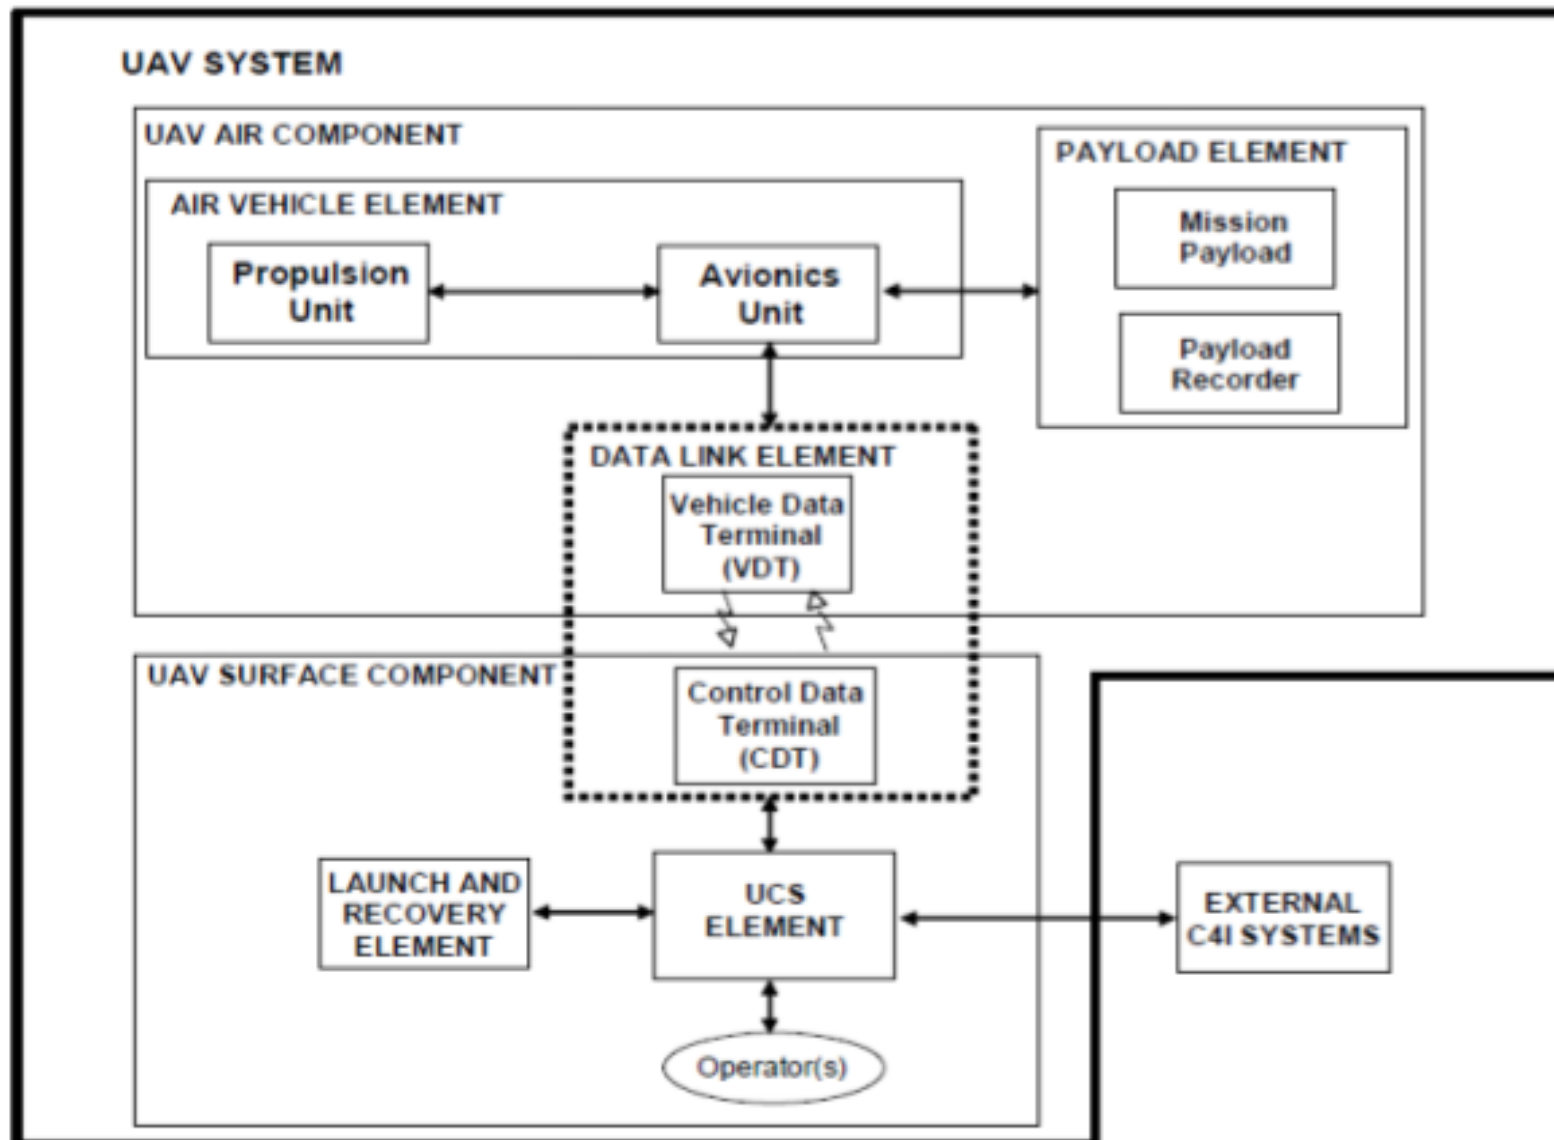 UAV SYSTEM
UAV AIR COMPONENT
PAYLOAD ELEMENT
AIR VEHICLE ELEMENT
Mission
Payload
Propulsion
Unit
Avionics
Unit
Payload
Recorder
DATA LINK ELEMENT
Vehicle Data
Terminal
(VDT)
UAV SURFACE COMPONENT
Control Data
Terminal
(CDT)
LAUNCH AND
RECOVERY
ELEMENT
UCS
ELEMENT
EXTERNAL
C4I SYSTEMS
Operator(s)